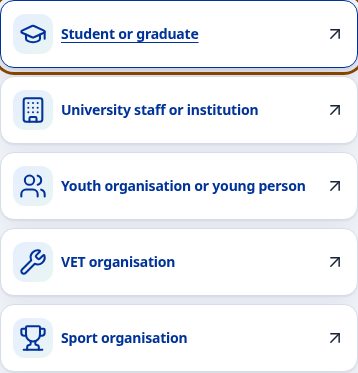 Student or graduate
University staff or institution
Youth organisation or young person
VET organisation
Sport organisation